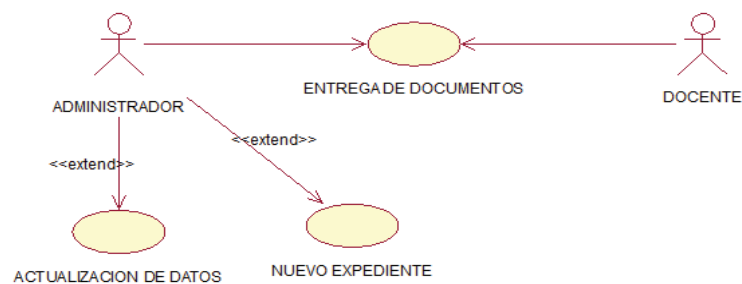 ENTREGA DE DOCUMENTOS
ADMINISTRADOR
DOCENTE
<<extend>>
<<extend>>
ACTUALIZACION DE DATOS
NUEVO EXPEDIENTE